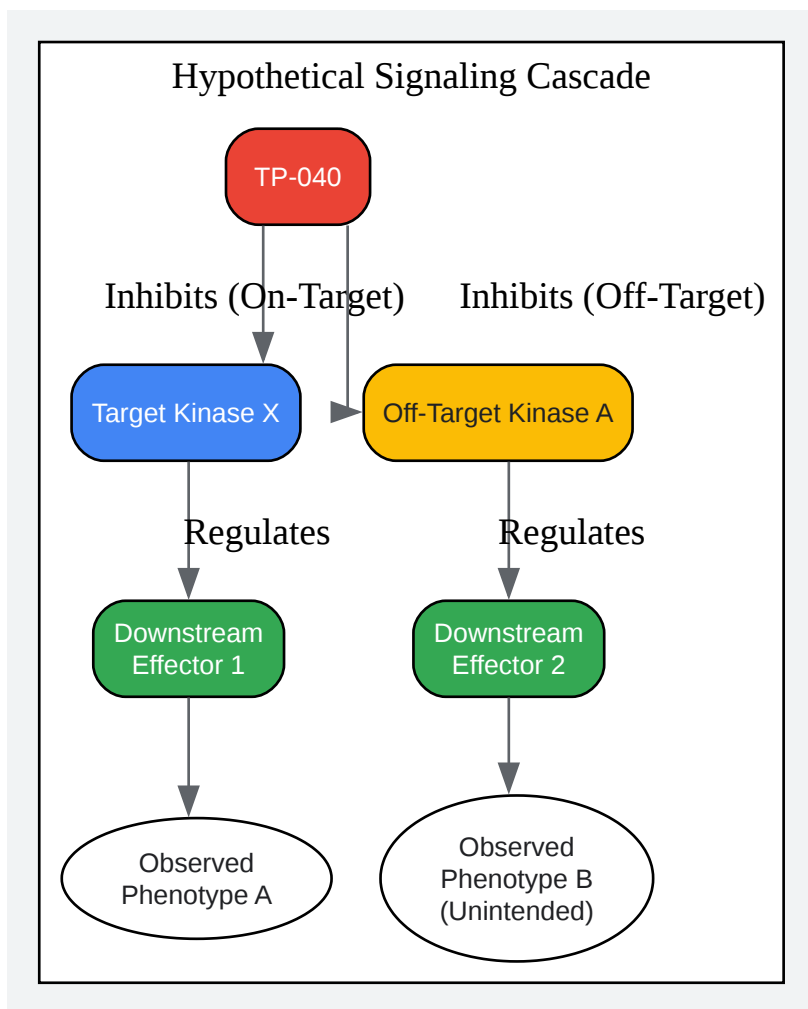 Hypothetical Signaling Cascade
TP-040
Inhibits (On-Target)
Inhibits (Off-Target)
Target Kinase X
Off-Target Kinase A
Regulates
Regulates
Downstream
Effector 1
Downstream
Effector 2
Observed
Phenotype A
Observed
Phenotype B
(Unintended)